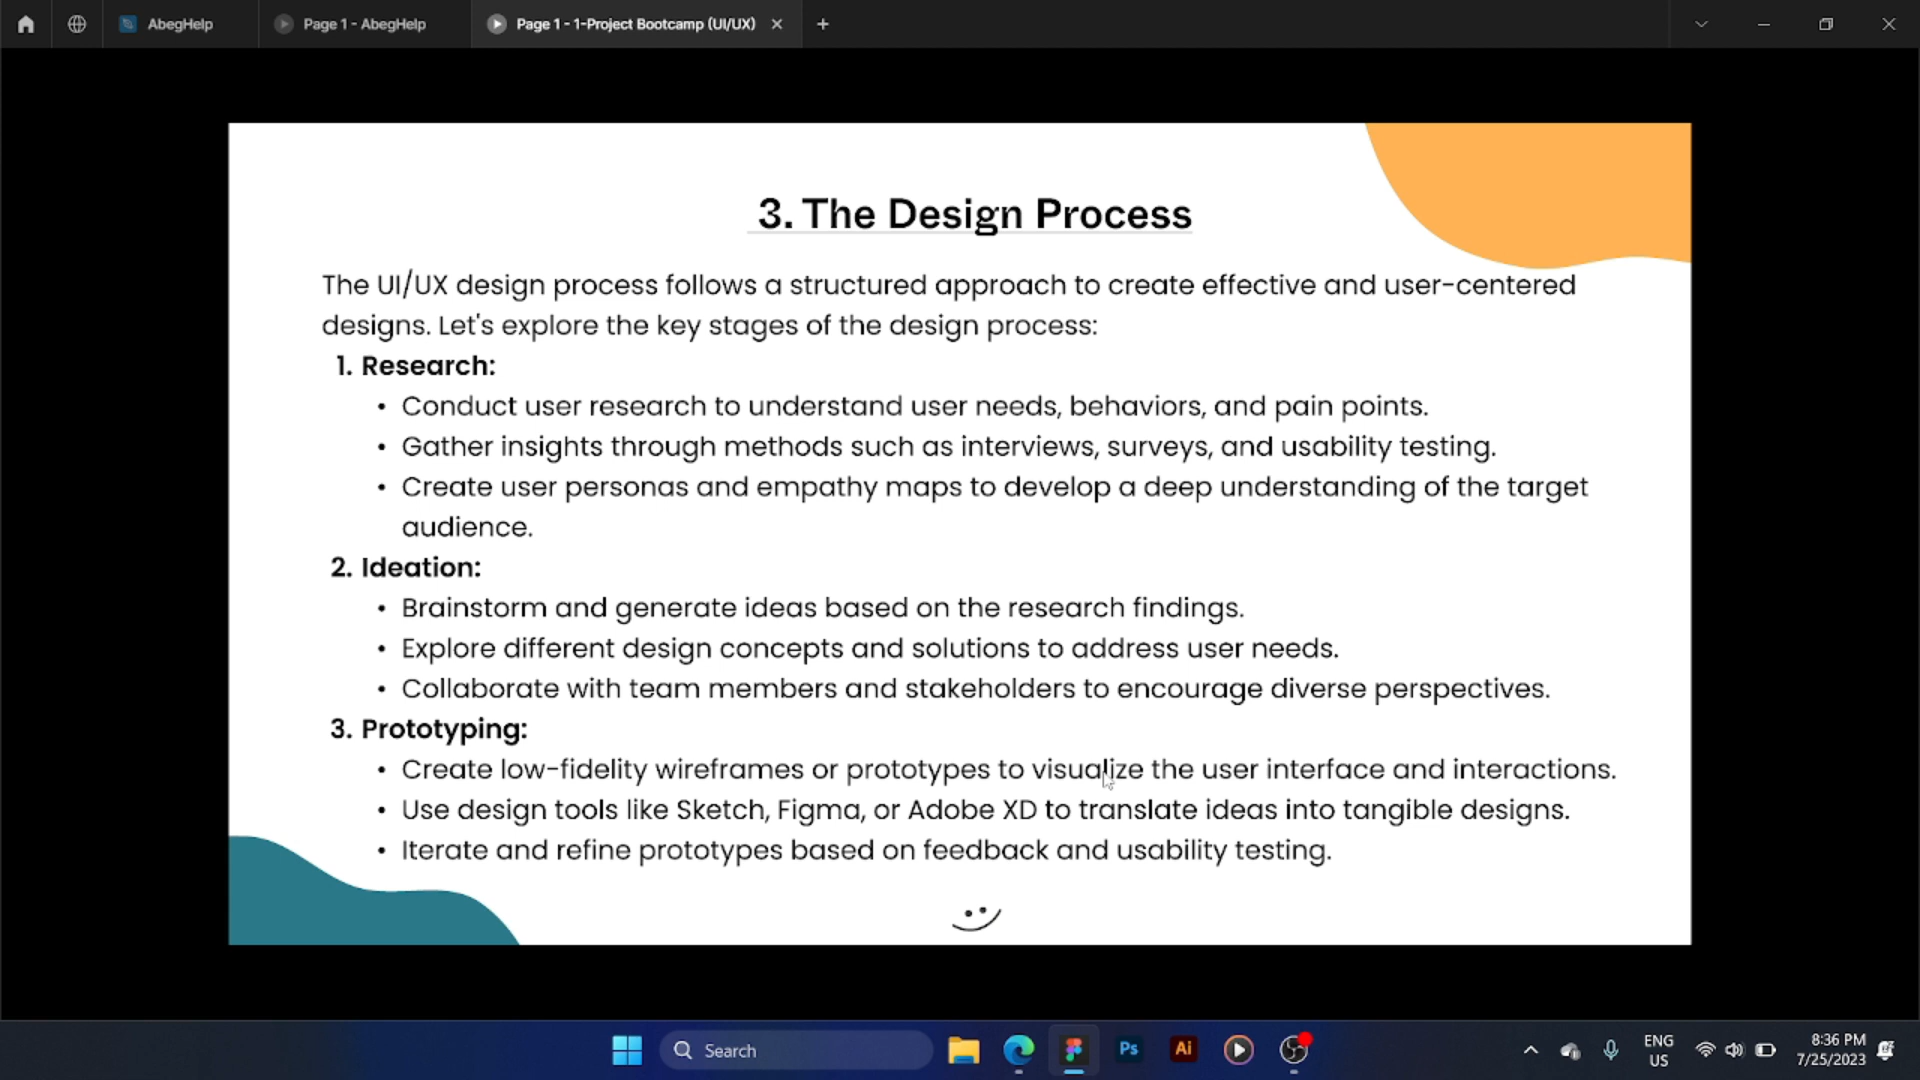 AbegHelp
Page 1 - AbegHelp
Page 1 - 1-Project Bootcamp (UI/UX)
3. The Design Process
The UI/UX design process follows a structured approach to create effective and user-centered
designs. Let's explore the key stages of the design process:
1. Research:
• Conduct user research to understand user needs, behaviors, and pain points.
• Gather insights through methods such as interviews, surveys, and usability testing.
• Create user personas and empathy maps to develop a deep understanding of the target
audience.
2. Ideation:
• Brainstorm and generate ideas based on the research findings.
• Explore different design concepts and solutions to address user needs.
• Collaborate with team members and stakeholders to encourage diverse perspectives.
3. Prototyping:
• Create low-fidelity wireframes or prototypes to visualize the user interface and interactions.
• Use design tools like Sketch, Figma, or Adobe XD to translate ideas into tangible designs.
• Iterate and refine prototypes based on feedback and usability testing.
Search
Ps
Ai
ENG
US
8:36 PM
7/25/2023